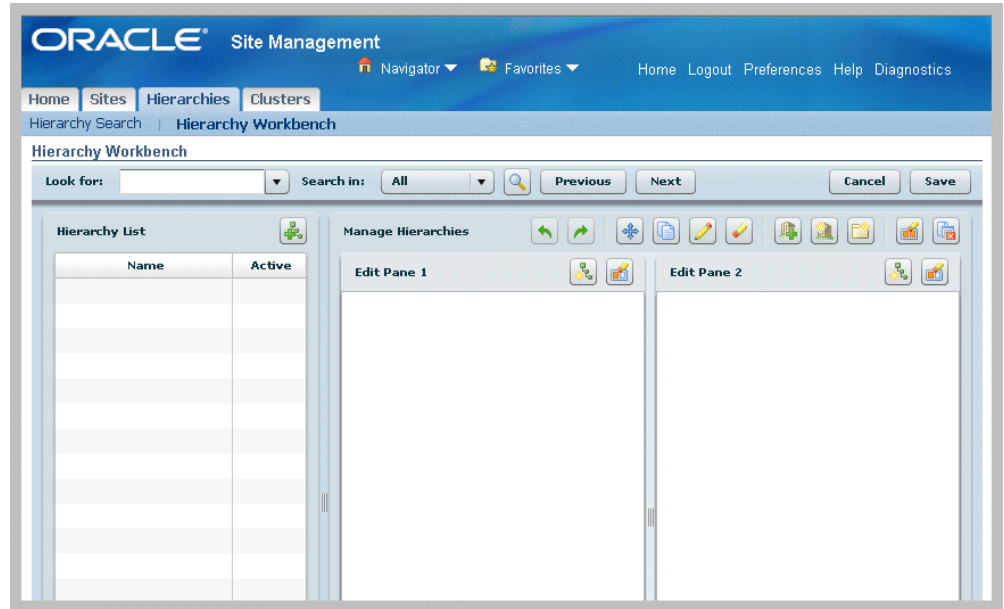 ORACLE® Site Management
Navigator Favorites Home Logout Preferences Help Diagnostics
Home Sites Hierarchies Clusters
Hierarchy Search | Hierarchy Workbench
Hierarchy Workbench
Look for: Search in: All Previous Next Cancel Save
Hierarchy List Manage Hierarchies
Name Active Edit Pane 1 Edit Pane 2